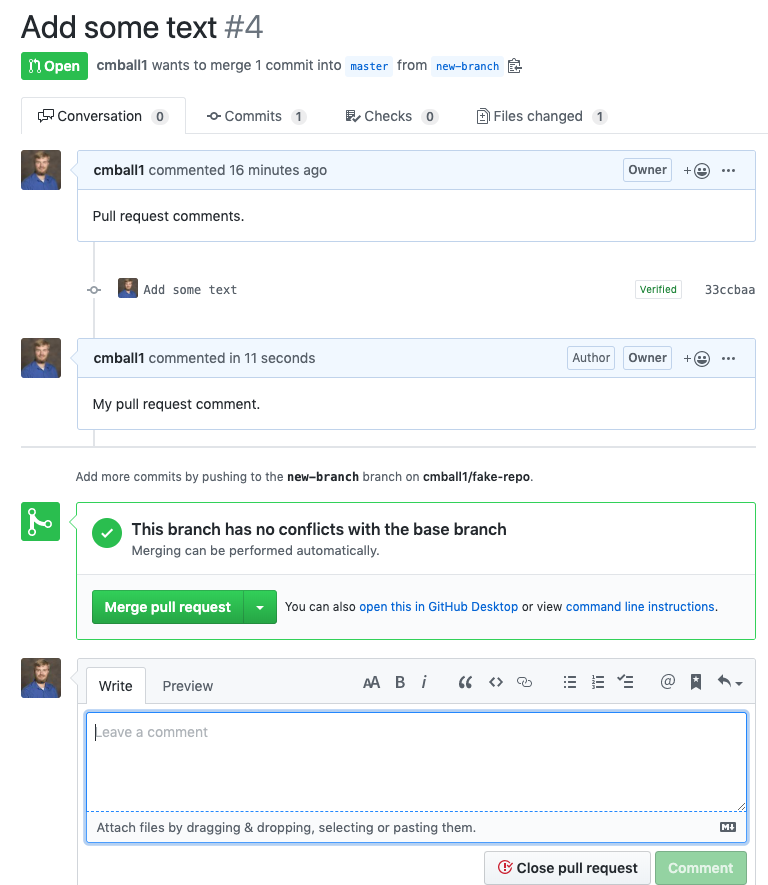 Add some text #4
Open cmball1 wants to merge 1 commit into master from new-branch
Conversation 0 Commits 1 Checks 0 Files changed 1
cmball1 commented 16 minutes ago Owner
Pull request comments.
Add some text Verified 33ccbaa
cmball1 commented in 11 seconds Author Owner
My pull request comment.
Add more commits by pushing to the new-branch branch on cmball1/fake-repo.
This branch has no conflicts with the base branch
Merging can be performed automatically.
Merge pull request You can also open this in GitHub Desktop or view command line instructions.
Write Preview AA B i @
Leave a comment
Attach files by dragging & dropping, selecting or pasting them.
Close pull request Comment